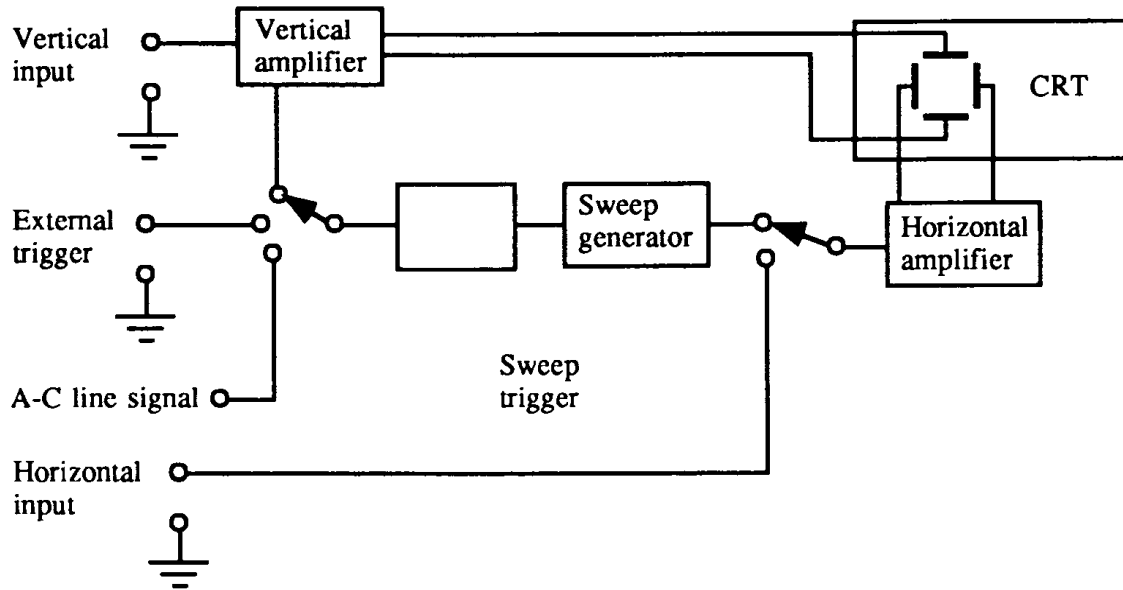 Vertical
input
Vertical
amplifier
CRT
External
trigger
Sweep
generator
Horizontal
amplifier
A-C line signal
Sweep
trigger
Horizontal
input